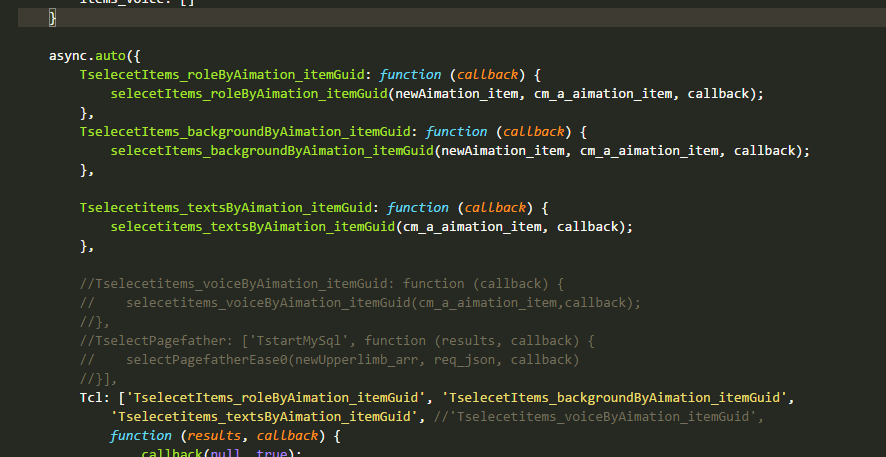 items_voice: []
}
async.auto({
TselecetItems_roleByAimation_itemGuid: function (callback) {
selecetItems_roleByAimation_itemGuid(newAimation_item, cm_a_aimation_item, callback);
},
TselecetItems_backgroundByAimation_itemGuid: function (callback) {
selecetItems_backgroundByAimation_itemGuid(newAimation_item, cm_a_aimation_item, callback);
},
Tselecetitems_textsByAimation_itemGuid: function (callback) {
selecetitems_textsByAimation_itemGuid(cm_a_aimation_item, callback);
},
//Tselecetitems_voiceByAimation_itemGuid: function (callback) {
//    selecetitems_voiceByAimation_itemGuid(cm_a_aimation_item,callback);
//},
//TselectPagefather: ['TstartMySql', function (results, callback) {
//    selectPagefatherEase0(newUpperlimb_arr, req_json, callback)
//}],
Tcl: ['TselecetItems_roleByAimation_itemGuid', 'TselecetItems_backgroundByAimation_itemGuid',
'Tselecetitems_textsByAimation_itemGuid', //'Tselecetitems_voiceByAimation_itemGuid',
function (results, callback) {
callback(null, true);